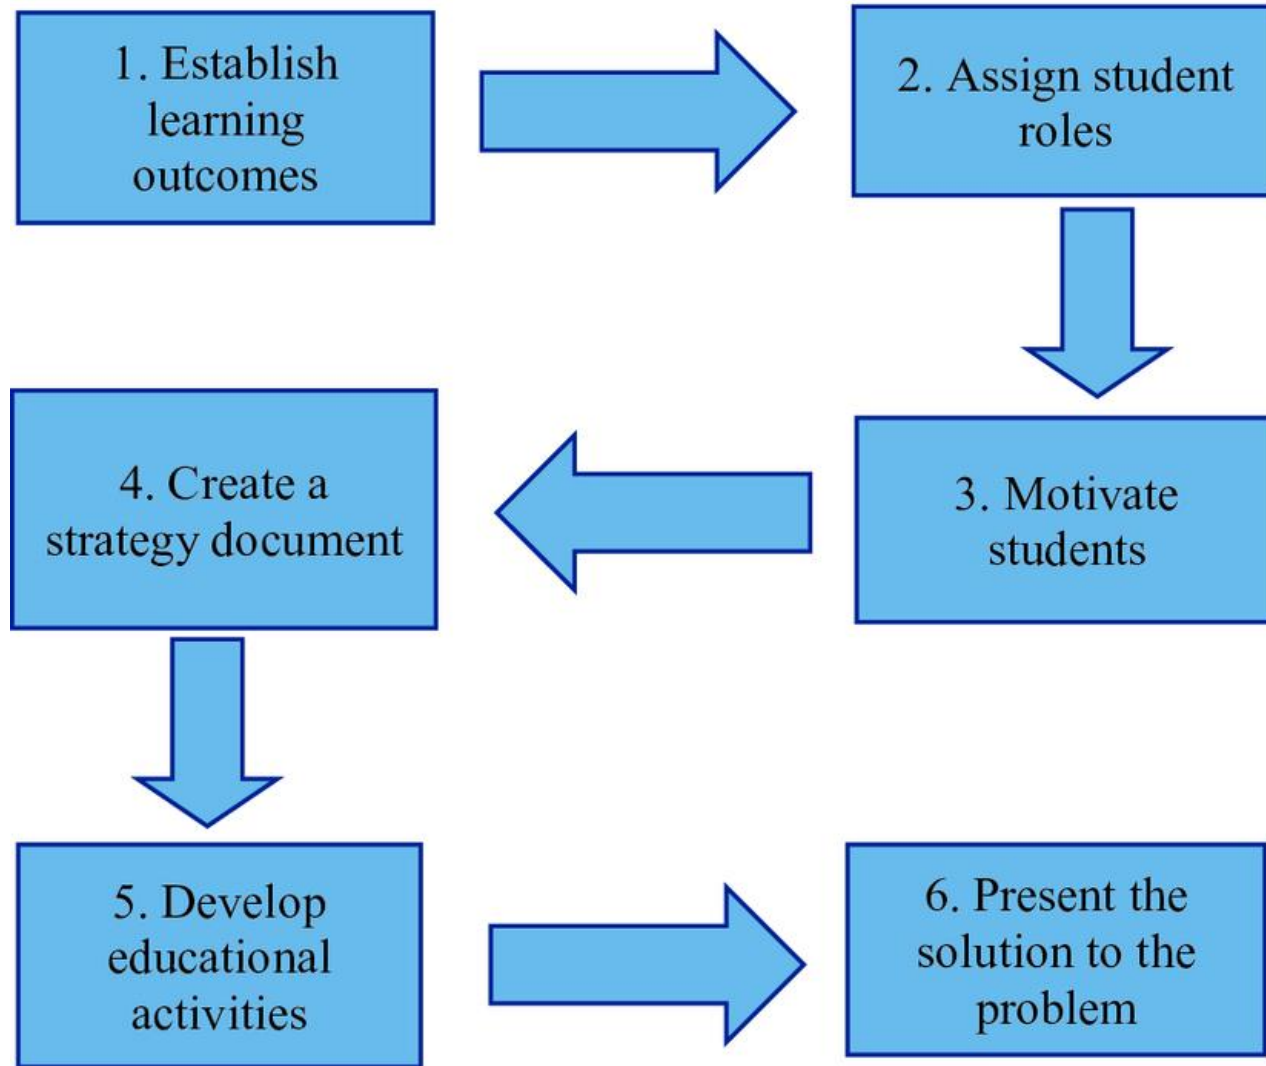 1. Establish
learning
outcomes
2. Assign student
roles
3. Motivate
students
4. Create a
strategy document
5. Develop
educational
activities
6. Present the
solution to the
problem